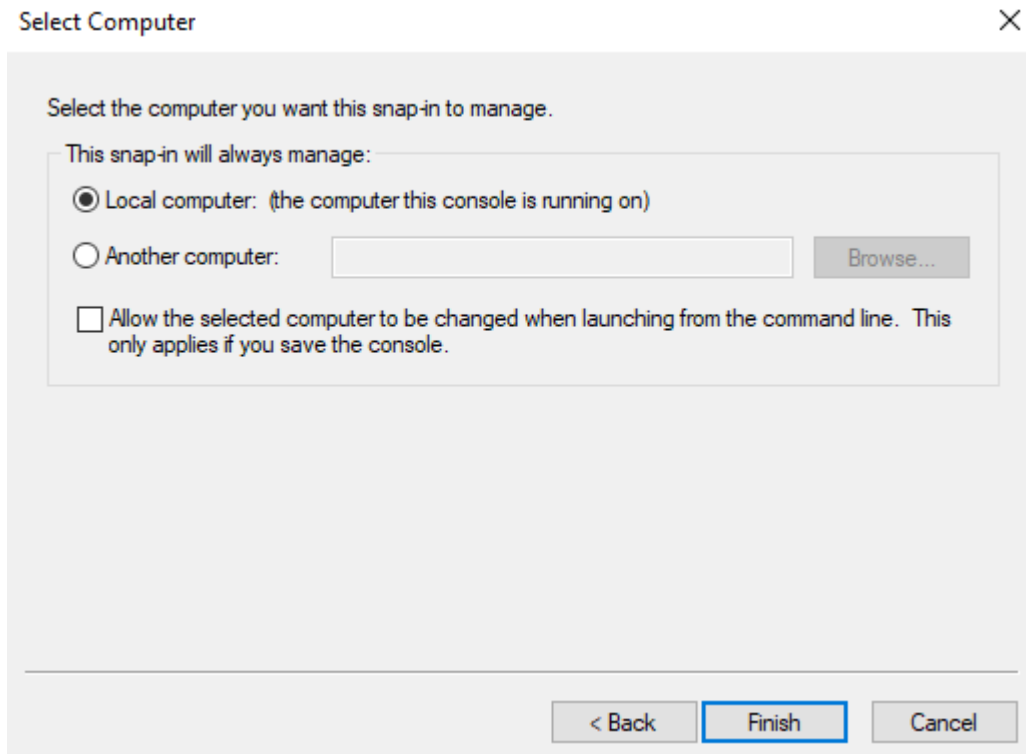 Select Computer
Select the computer you want this snap-in to manage.
This snap-in will always manage:
Local computer:  (the computer this console is running on)
Another computer:
Browse...
Allow the selected computer to be changed when launching from the command line.  This
only applies if you save the console.
< Back
Finish
Cancel